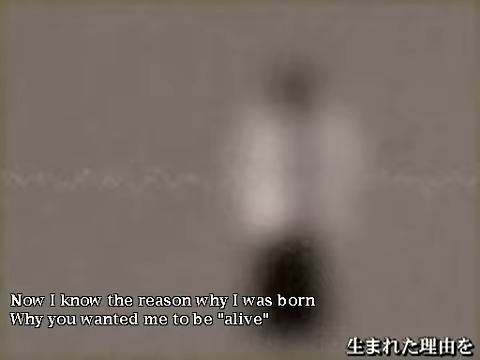 Now I know the reason why I was born
Why you wanted me to be "alive"
生まれた理由を